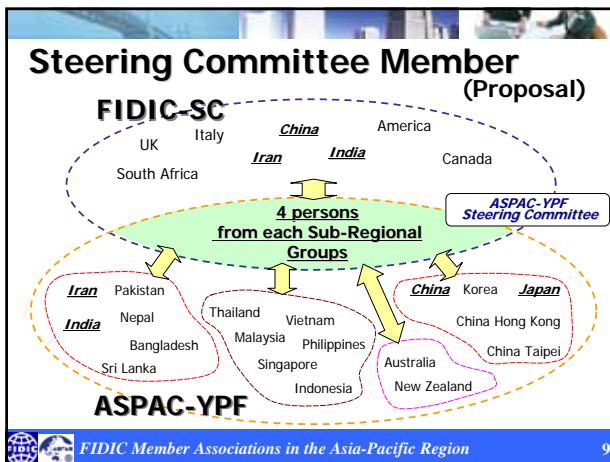 Steering Committee Member
(Proposal)
FIDIC-SC
UK
Italy
China
America
South Africa
Iran
India
Canada
ASPAC-YPF
Steering Committee
4 persons
from each Sub-Regional
Groups
Iran
Pakistan
India
Nepal
Bangladesh
Sri Lanka
Thailand
Vietnam
Malaysia
Philippines
Singapore
Indonesia
Australia
New Zealand
China
Korea
Japan
China Hong Kong
China Taipei
ASPAC-YPF
FIDIC
FIDIC Member Associations in the Asia-Pacific Region
9